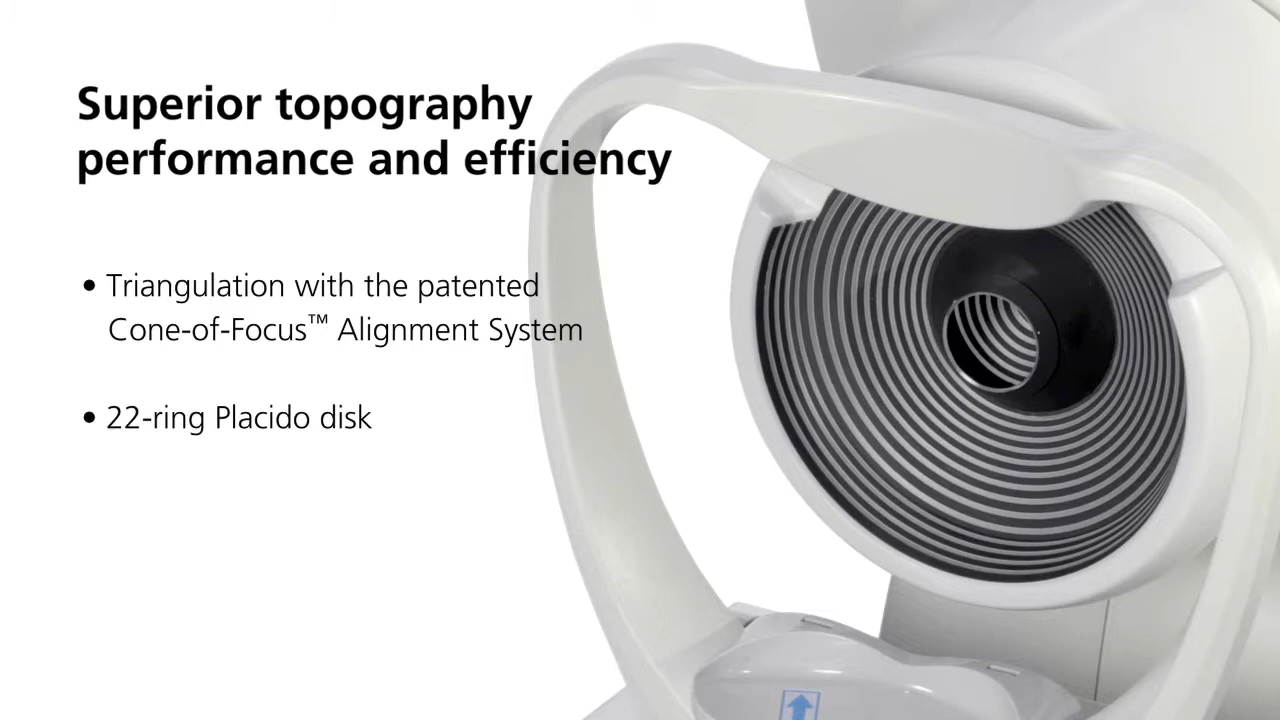 Superior topography
performance and efficiency
• Triangulation with the patented
Cone-of-Focus™ Alignment System
• 22-ring Placido disk